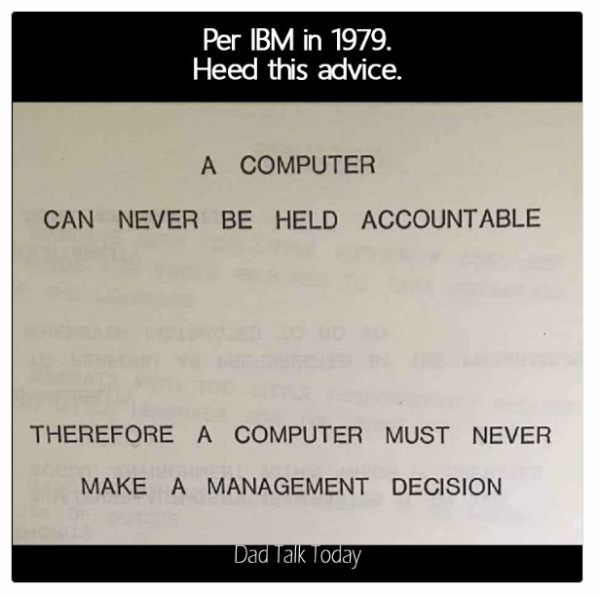 Per IBM in 1979.
Heed this advice.
A COMPUTER
CAN NEVER BE HELD ACCOUNTABLE
THEREFORE A COMPUTER MUST NEVER
MAKE A MANAGEMENT DECISION
Dad Talk Today